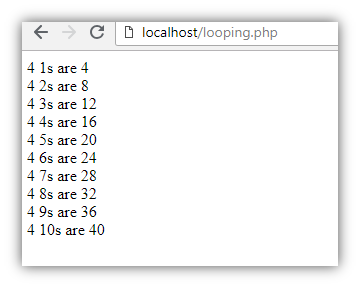 localhost/looping.php
4 1s are 4
4 2s are 8
4 3s are 12
4 4s are 16
4 5s are 20
4 6s are 24
4 7s are 28
4 8s are 32
4 9s are 36
4 10s are 40